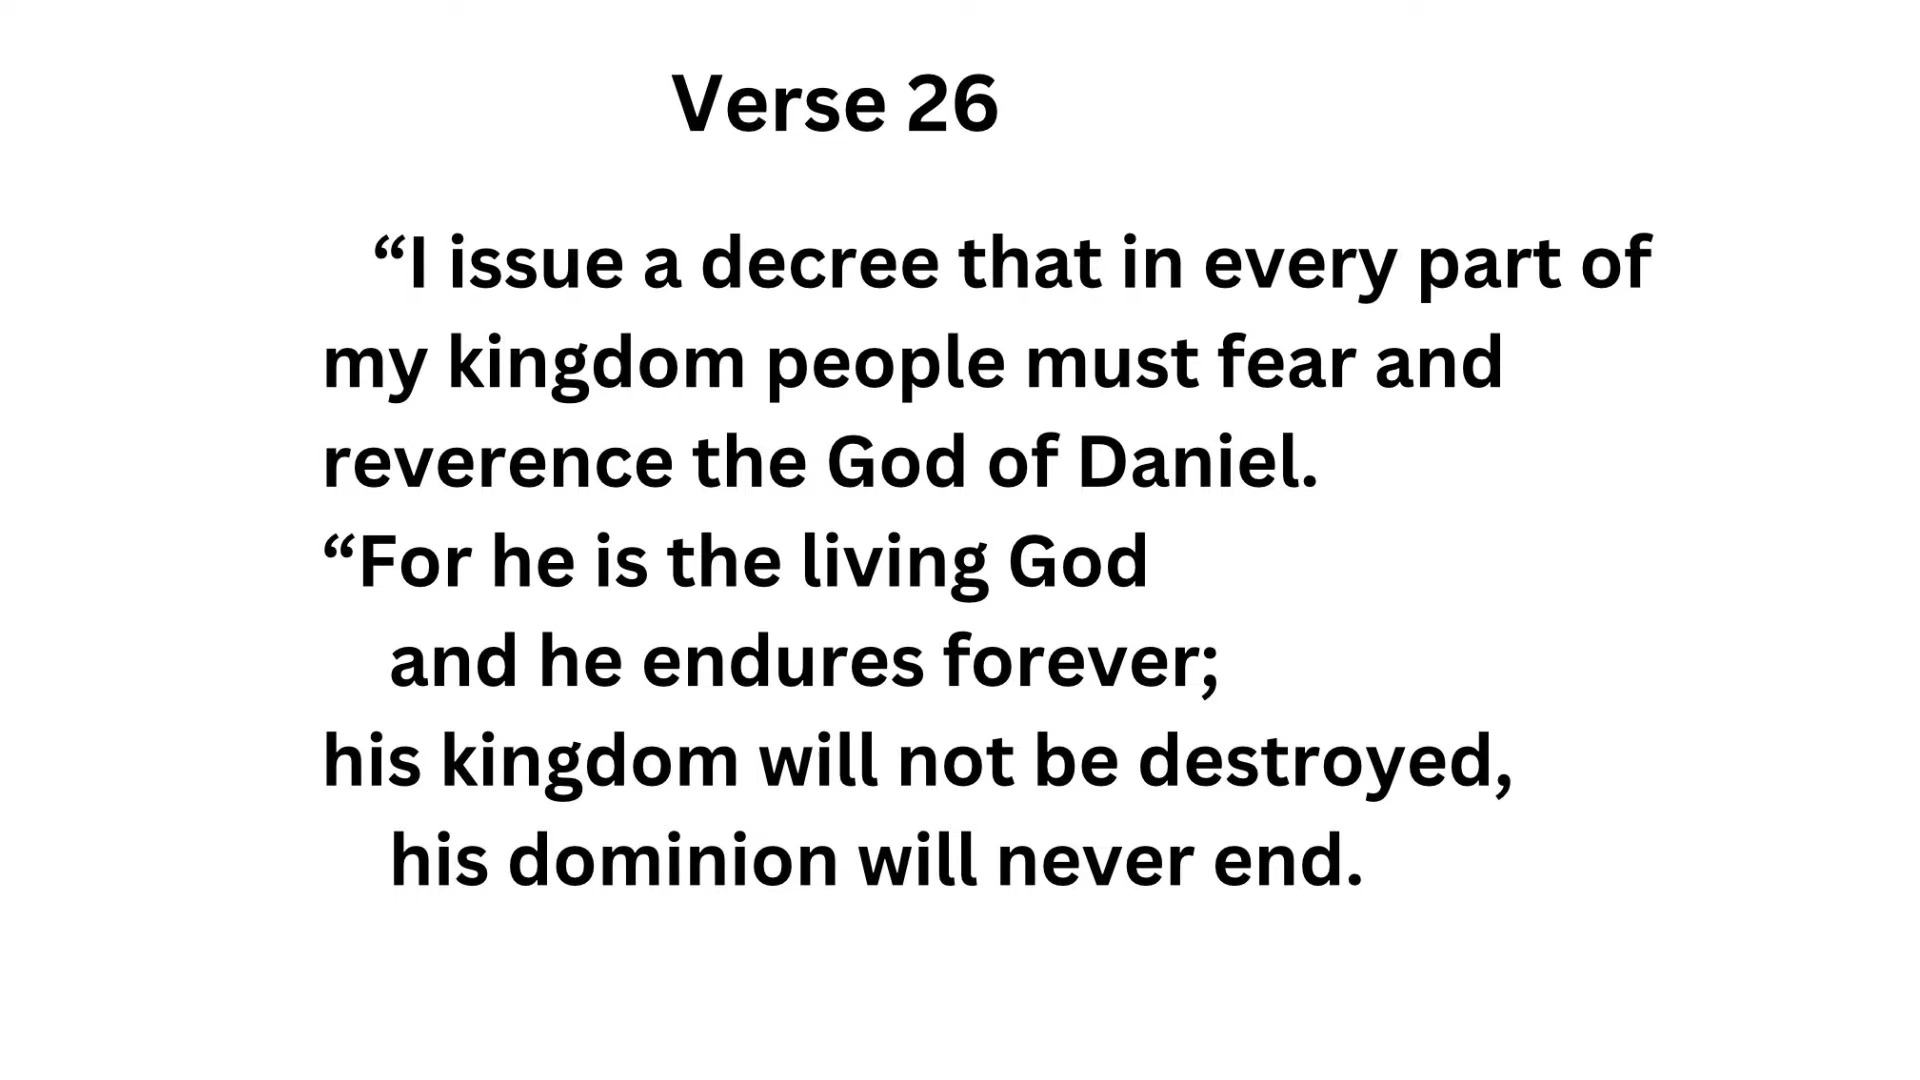 Verse 26
“I issue a decree that in every part of
my kingdom people must fear and
reverence the God of Daniel.
“For he is the living God
and he endures forever;
his kingdom will not be destroyed,
his dominion will never end.